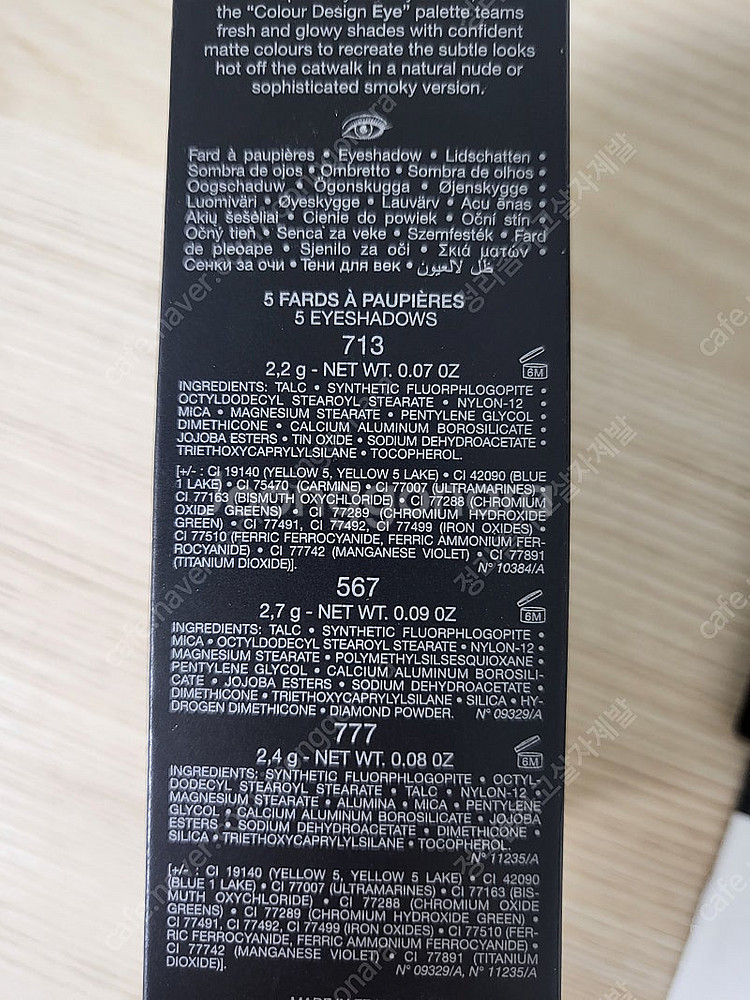 the “Colour Design Eye” palette teams
fresh and glowy shades with confident
matte colours to recreate the subtle looks
hot off the catwalk in a natural nude or
sophisticated smoky version.
Fard à paupières • Eyeshadow • Lidschatten •
Sombra de ojos • Ombretto • Sombra de olhos •
Oogschaduw • Ögonskugga • Øjenskygge •
Luomiväri • Øyeskygge • Lauvärv • Acu ēnas •
Akių šešėliai • Cienie do powiek • Oční stín •
Očný tieň • Senca za veke • Szemfesték • Fard
de pleoape • Sjenilo za oči • Σκιά ματιών •
Сенки за очи • Тени для век • ظل لألعيون
5 FARDS À PAUPIÈRES
5 EYESHADOWS
713
2,2 g - NET WT. 0.07 OZ
6M
INGREDIENTS: TALC • SYNTHETIC FLUORPHLOGOPITE •
OCTYLDODECYL STEAROYL STEARATE • NYLON-12 •
MICA • MAGNESIUM STEARATE • PENTYLENE GLYCOL •
DIMETHICONE • CALCIUM ALUMINUM BOROSILICATE •
JOJOBA ESTERS • TIN OXIDE • SODIUM DEHYDROACETATE •
TRIETHOXYCAPRYLYLSILANE • TOCOPHEROL.
[+/- : CI 19140 (YELLOW 5, YELLOW 5 LAKE) • CI 42090 (BLUE
1 LAKE) • CI 75470 (CARMINE) • CI 77007 (ULTRAMARINES) •
CI 77163 (BISMUTH OXYCHLORIDE) • CI 77288 (CHROMIUM
OXIDE GREENS) • CI 77289 (CHROMIUM HYDROXIDE
GREEN) • CI 77491, CI 77492, CI 77499 (IRON OXIDES) •
CI 77510 (FERRIC FERROCYANIDE, FERRIC AMMONIUM FER-
ROCYANIDE) • CI 77742 (MANGANESE VIOLET) • CI 77891
(TITANIUM DIOXIDE)].
N° 10384/A
567
2,7 g - NET WT. 0.09 OZ
6M
INGREDIENTS: TALC • SYNTHETIC FLUORPHLOGOPITE •
MICA • OCTYLDODECYL STEAROYL STEARATE • NYLON-12 •
MAGNESIUM STEARATE • POLYMETHYLSILSESQUIOXANE •
PENTYLENE GLYCOL • CALCIUM ALUMINUM BOROSILI-
CATE • JOJOBA ESTERS • SODIUM DEHYDROACETATE •
DIMETHICONE • TRIETHOXYCAPRYLYLSILANE • SILICA • HY-
DROGEN DIMETHICONE • DIAMOND POWDER. N° 09329/A
777
2,4 g - NET WT. 0.08 OZ
6M
INGREDIENTS: SYNTHETIC FLUORPHLOGOPITE • OCTYL-
DODECYL STEAROYL STEARATE • TALC • NYLON-12 •
MAGNESIUM STEARATE • ALUMINA • MICA • PENTYLENE
GLYCOL • CALCIUM ALUMINUM BOROSILICATE • JOJOBA
ESTERS • SODIUM DEHYDROACETATE • DIMETHICONE •
SILICA • TRIETHOXYCAPRYLYLSILANE • TOCOPHEROL.
N° 11235/A
[+/- : CI 19140 (YELLOW 5, YELLOW 5 LAKE) • CI 42090
(BLUE 1 LAKE) • CI 77007 (ULTRAMARINES) • CI 77163 (BIS-
MUTH OXYCHLORIDE) • CI 77288 (CHROMIUM OXIDE
GREENS) • CI 77289 (CHROMIUM HYDROXIDE GREEN) •
CI 77491, CI 77492, CI 77499 (IRON OXIDES) • CI 77510 (FER-
RIC FERROCYANIDE, FERRIC AMMONIUM FERROCYANIDE) •
CI 77742 (MANGANESE VIOLET) • CI 77891 (TITANIUM
DIOXIDE)].
N° 09329/A, N° 11235/A